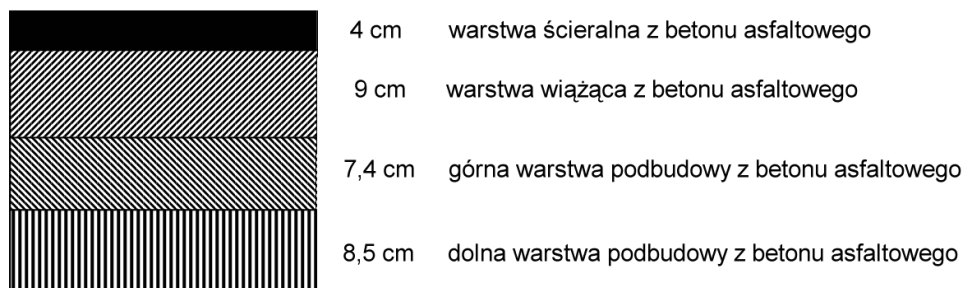 4 cm warstwa ścieralna z betonu asfaltowego
9 cm warstwa wiążąca z betonu asfaltowego
7,4 cm górna warstwa podbudowy z betonu asfaltowego
8,5 cm dolna warstwa podbudowy z betonu asfaltowego